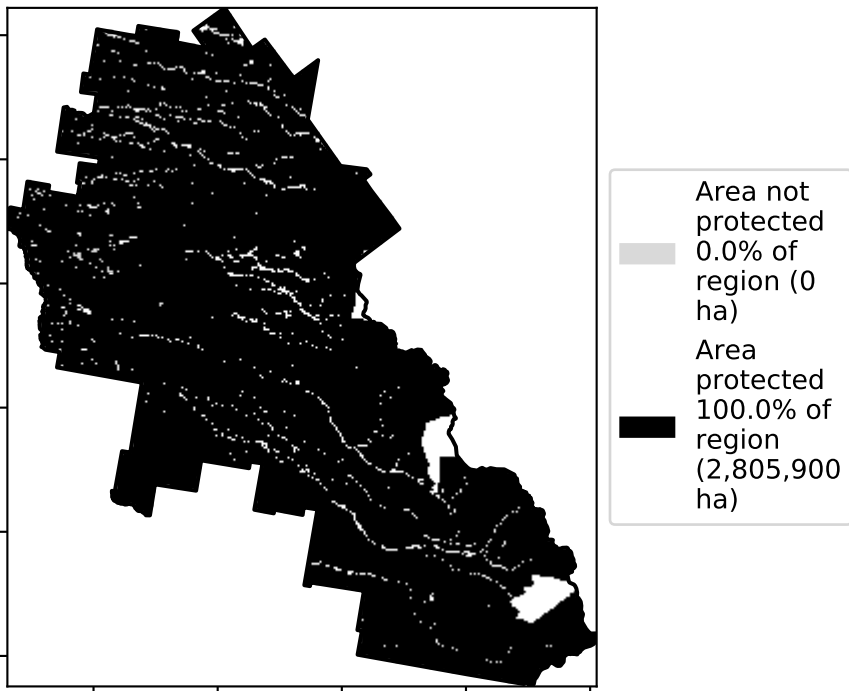 Area not
protected
0.0% of
region (0
ha)
Area
protected
100.0% of
region
(2,805,900
ha)